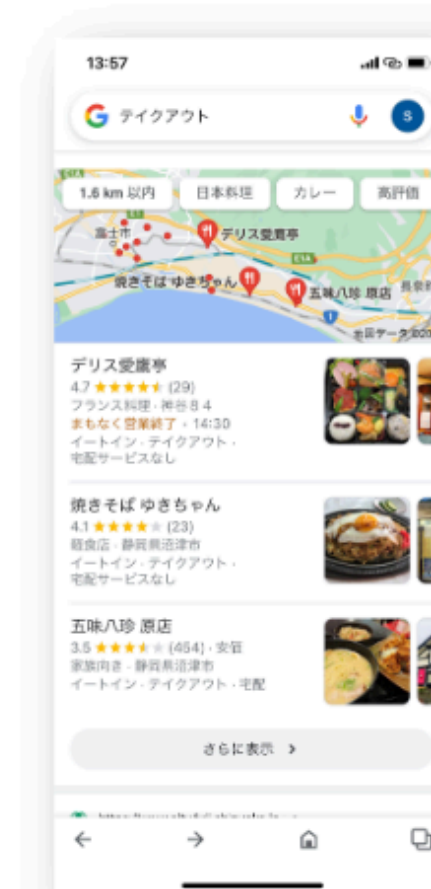 13:57
テイクアウト
S
1.6 km 以内
日本料理
カレー
高評価
富士市
デリス愛鷹亭
E1A
焼きそば ゆきちゃん
五味八珍 原店
1
地図データ ©20
デリス愛鷹亭
4.7 (29)
フランス料理・神谷84
まもなく営業終了・14:30
イートイン・テイクアウト・
宅配サービスなし
焼きそば ゆきちゃん
4.1 (23)
軽食店・静岡県沼津市
イートイン・テイクアウト・
宅配サービスなし
五味八珍 原店
3.5 (454)・安価
家族向き・静岡県沼津市
イートイン・テイクアウト・宅配
さらに表示